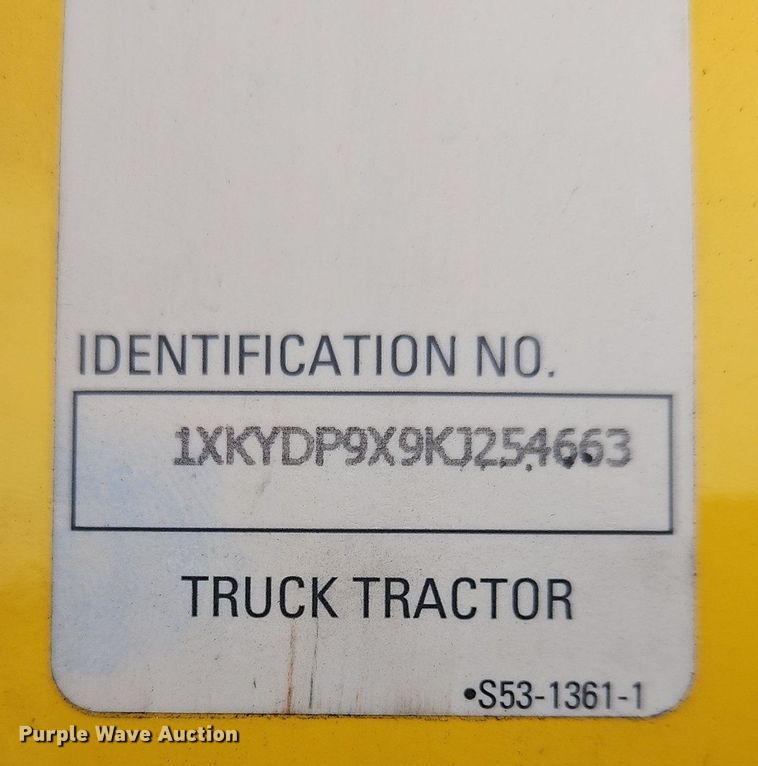 IDENTIFICATION NO.
1XKYDP9X9KJ254663
TRUCK TRACTOR
•S53-1361-1
Purple Wave Auction